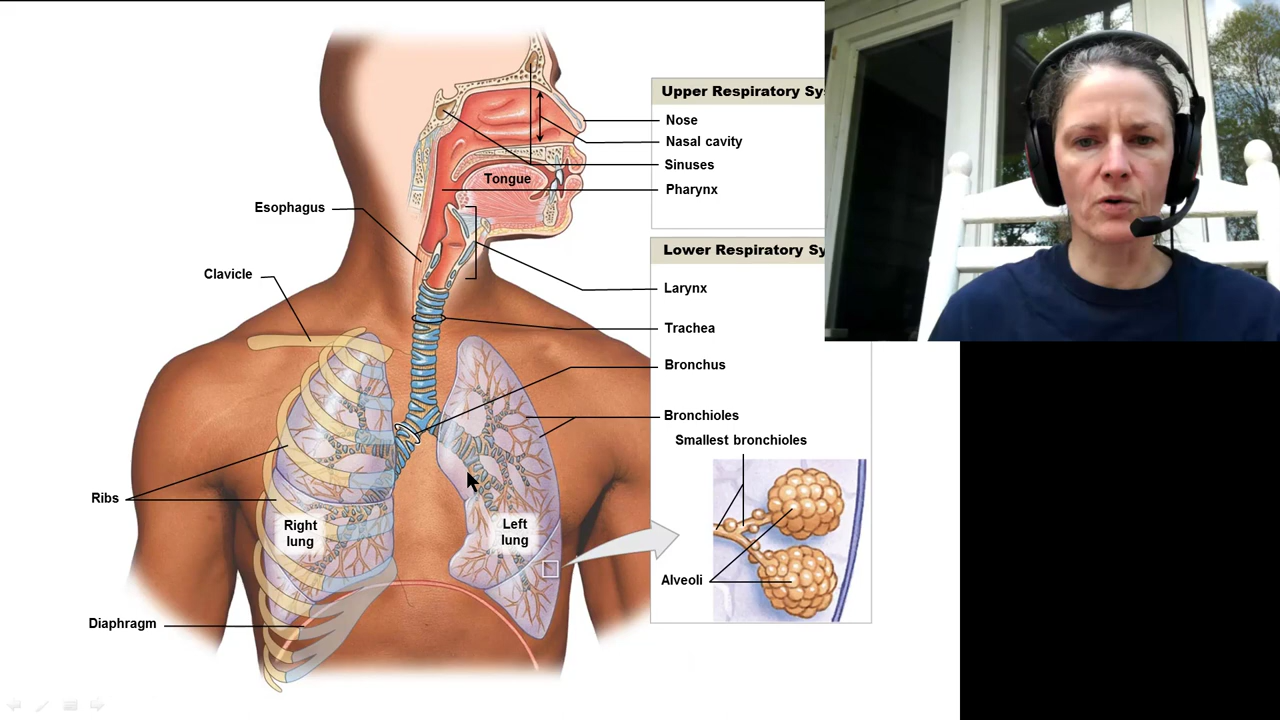 Upper Respiratory Sy
Nose
Nasal cavity
Sinuses
Tongue
Pharynx
Esophagus
Lower Respiratory Sy
Clavicle
Larynx
Trachea
Bronchus
Bronchioles
Smallest bronchioles
Ribs
Right
lung
Left
lung
Alveoli
Diaphragm